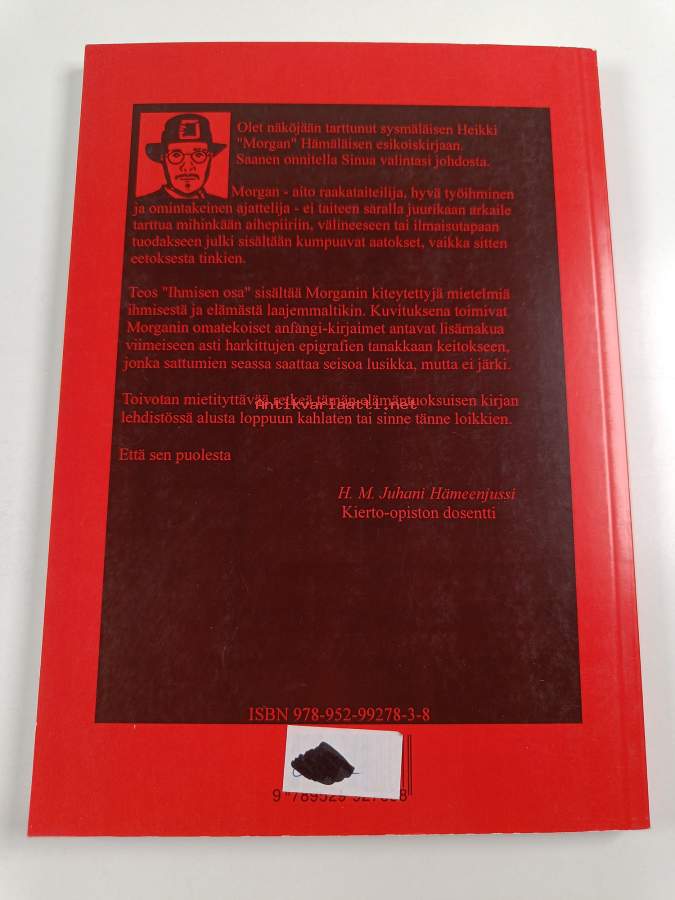 Olet näköjään tarttunut sysmäläisen Heikki
"Morgan" Hämäläisen esikoiskirjaan.
Saanen onnitella Sinua valintasi johdosta.
Morgan - aito raakataiteilija, hyvä työihminen
ja omintakeinen ajattelija - ei taiteen saralla juurikaan arkaile
tarttua mihinkään aihepiiriin, välineeseen tai ilmaisutapaan
tuodakseen julki sisältään kumpuavat aatokset, vaikka sitten
eetoksesta tinkien.
Teos "Ihmisen osa" sisältää Morganin kiteytettyjä mietelmiä
ihmisestä ja elämästä laajemmaltikin. Kuvituksena toimivat
Morganin omatekoiset anfangi-kirjaimet antavat lisämakua
viimeiseen asti harkittujen epigrafien tanakkaan keitokseen,
jonka sattumien seassa saattaa seisoa lusikka, mutta ei järki.
Toivotan mietityttävää retkeä tämän elämäntuoksuisen kirjan
Antikvariaatti.net
lehdistössä alusta loppuun kahlaten tai sinne tänne loikkien.
Että sen puolesta
H. M. Juhani Hämeenjussi
Kierto-opiston dosentti
ISBN 978-952-99278-3-8